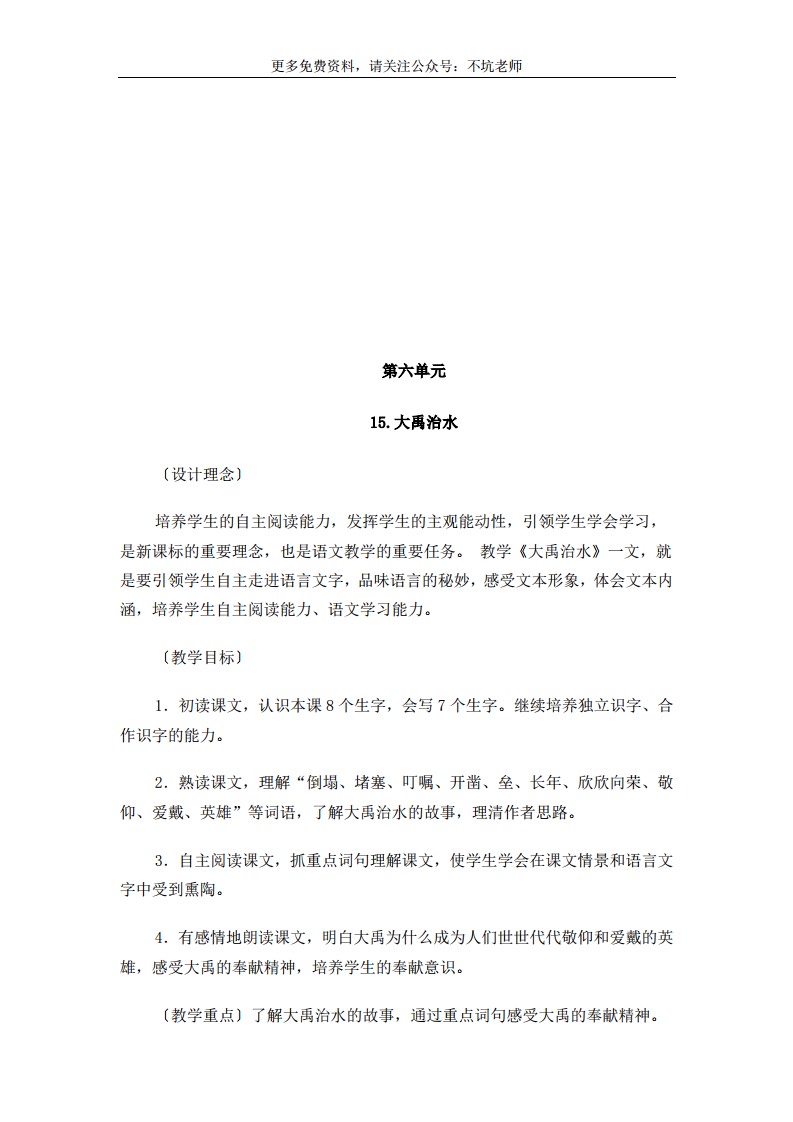 更多免费资料，请关注公众号：不坑老师
第六单元
15.大禹治水
〔设计理念〕
培养学生的自主阅读能力，发挥学生的主观能动性，引领学生学会学习，
是新课标的重要理念，也是语文教学的重要任务。 教学《大禹治水》一文，就
是要引领学生自主走进语言文字，品味语言的秘妙，感受文本形象，体会文本内
涵，培养学生自主阅读能力、语文学习能力。
〔教学目标〕
1．初读课文，认识本课 8 个生字，会写 7 个生字。继续培养独立识字、合
作识字的能力。
2．熟读课文，理解“倒塌、堵塞、叮嘱、开凿、垒、长年、欣欣向荣、敬
仰、爱戴、英雄”等词语，了解大禹治水的故事，理清作者思路。
3．自主阅读课文，抓重点词句理解课文，使学生学会在课文情景和语言文
字中受到熏陶。
4．有感情地朗读课文，明白大禹为什么成为人们世世代代敬仰和爱戴的英
雄，感受大禹的奉献精神，培养学生的奉献意识。
〔教学重点〕了解大禹治水的故事，通过重点词句感受大禹的奉献精神。